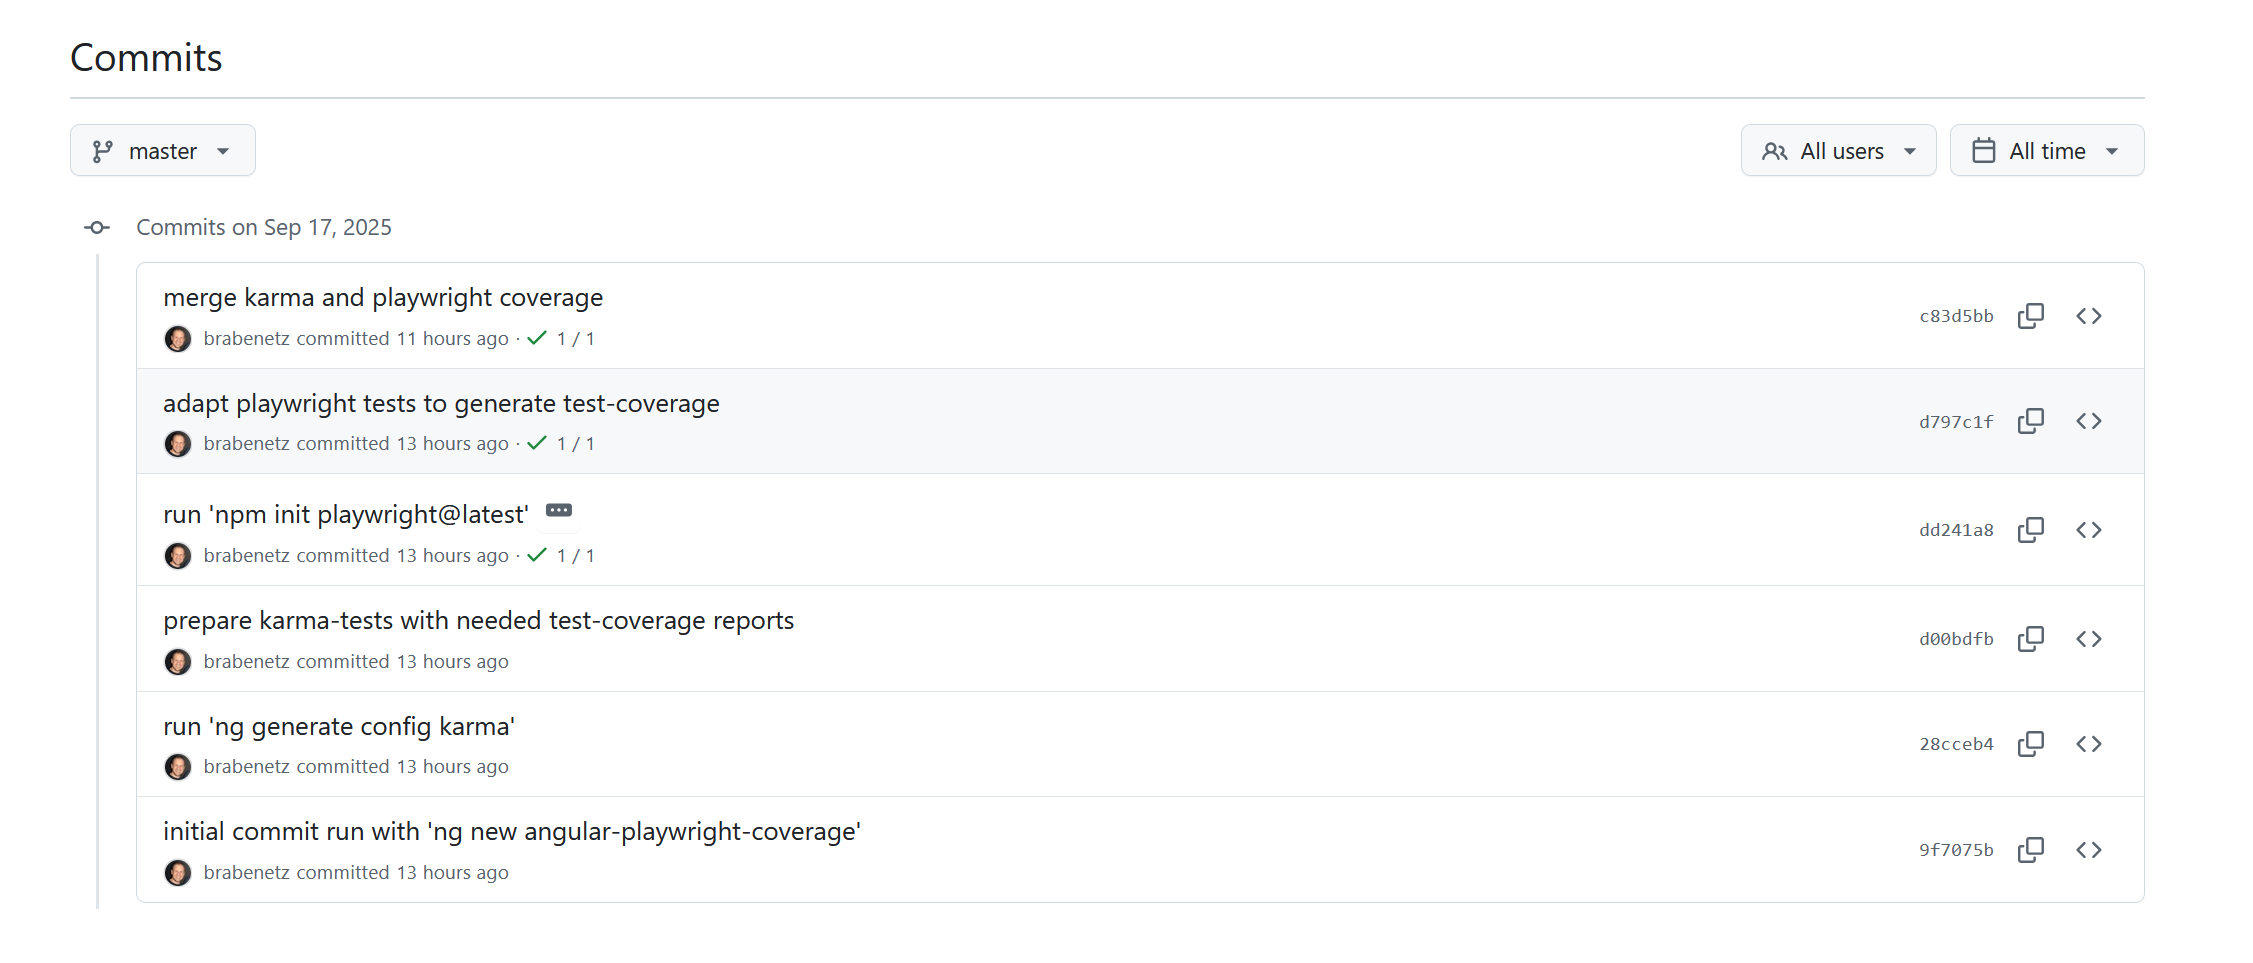 Commits
master
All users
All time
Commits on Sep 17, 2025
merge karma and playwright coverage
brabenetz committed 11 hours ago · 1 / 1
c83d5bb
adapt playwright tests to generate test-coverage
brabenetz committed 13 hours ago · 1 / 1
d797c1f
run 'npm init playwright@latest'
brabenetz committed 13 hours ago · 1 / 1
dd241a8
prepare karma-tests with needed test-coverage reports
brabenetz committed 13 hours ago
d00bdfb
run 'ng generate config karma'
brabenetz committed 13 hours ago
28cceb4
initial commit run with 'ng new angular-playwright-coverage'
brabenetz committed 13 hours ago
9f7075b